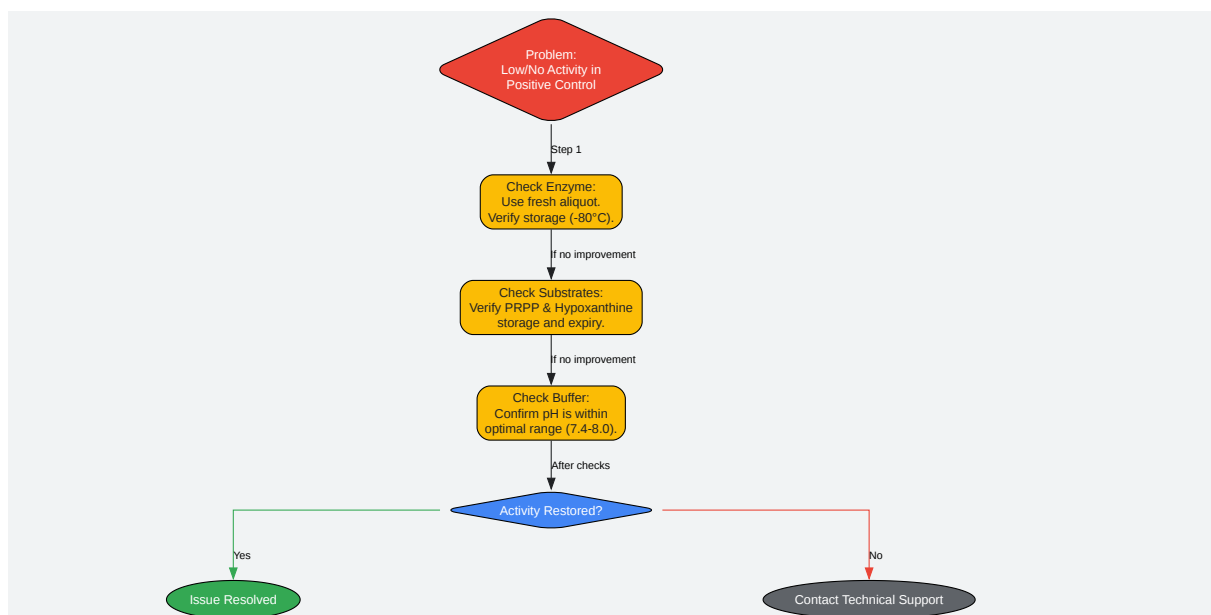 Problem:
Low/No Activity in
Positive Control
Step 1
Check Enzyme:
Use fresh aliquot.
Verify storage (-80°C).
If no improvement
Check Substrates:
Verify PRPP & Hypoxanthine
storage and expiry.
If no improvement
Check Buffer:
Confirm pH is within
optimal range (7.4-8.0).
After checks
Activity Restored?
Yes
No
Issue Resolved
Contact Technical Support